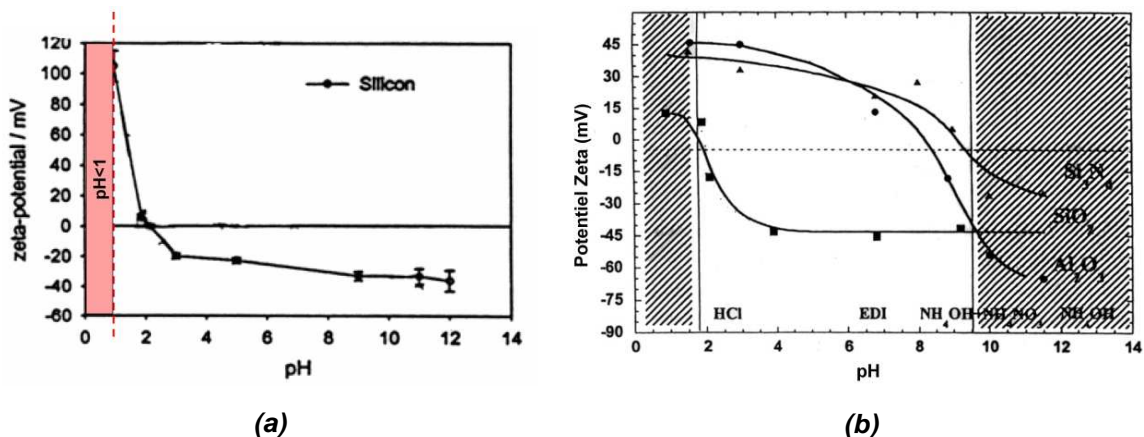 120
100
80
60
40
20
0
-20
-40
-60
zeta-potential / mV
pH<1
Silicon
0 2 4 6 8 10 12 14
pH
(a)
45
30
15
0
-15
-30
-45
-60
-75
-90
Potentiel Zeta (mV)
Si3N4
SiO2
Al2O3
HCl EDI NH4OH+NH4NO3 NH4OH
0 2 4 6 8 10 12 14
pH
(b)